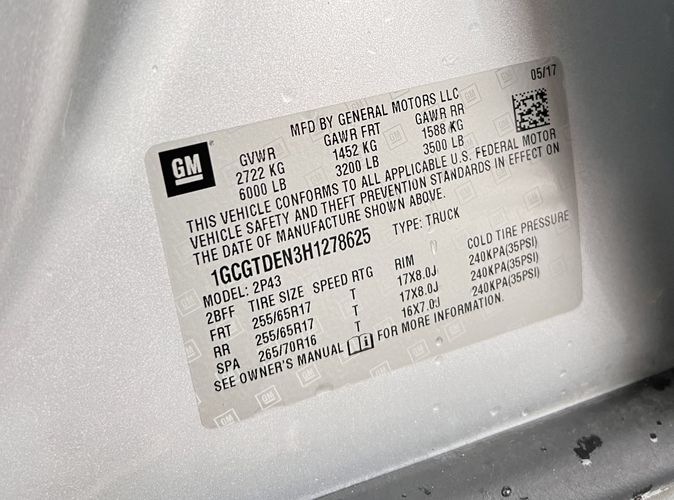 GM
MFD BY GENERAL MOTORS LLC
05/17
GVWR GAWR FRT GAWR RR
2722 KG 1452 KG 1588 KG
6000 LB 3200 LB 3500 LB
THIS VEHICLE CONFORMS TO ALL APPLICABLE U.S. FEDERAL MOTOR
VEHICLE SAFETY AND THEFT PREVENTION STANDARDS IN EFFECT ON
THE DATE OF MANUFACTURE SHOWN ABOVE.
1GCGTDEN3H1278625 TYPE: TRUCK
MODEL: 2P43
2BFF TIRE SIZE SPEED RTG RIM COLD TIRE PRESSURE
FRT 255/65R17 T 17X8.0J 240KPA(35PSI)
RR 255/65R17 T 17X8.0J 240KPA(35PSI)
SPA 265/70R16 T 16X7.0J 240KPA(35PSI)
SEE OWNER'S MANUAL FOR MORE INFORMATION.